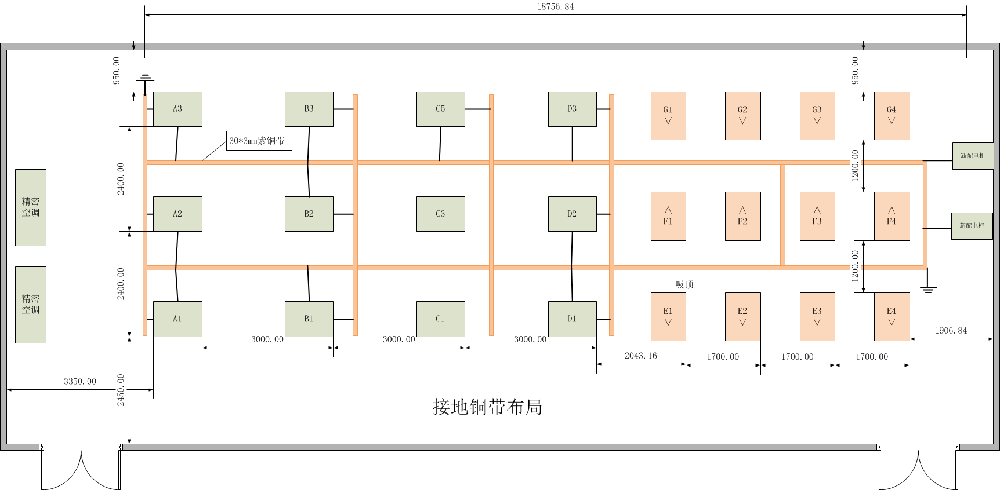 18756.84
950.00
950.00
A3
B3
C5
D3
G1
G2
G3
G4
30*3mm紫铜带
新配电柜
2400.00
1200.00
精密
空调
A2
B2
C3
D2
F1
F2
F3
F4
新配电柜
2400.00
1200.00
吸顶
精密
空调
A1
B1
C1
D1
E1
E2
E3
E4
3000.00
3000.00
3000.00
1906.84
2043.16
1700.00
1700.00
1700.00
3350.00
2450.00
接地铜带布局